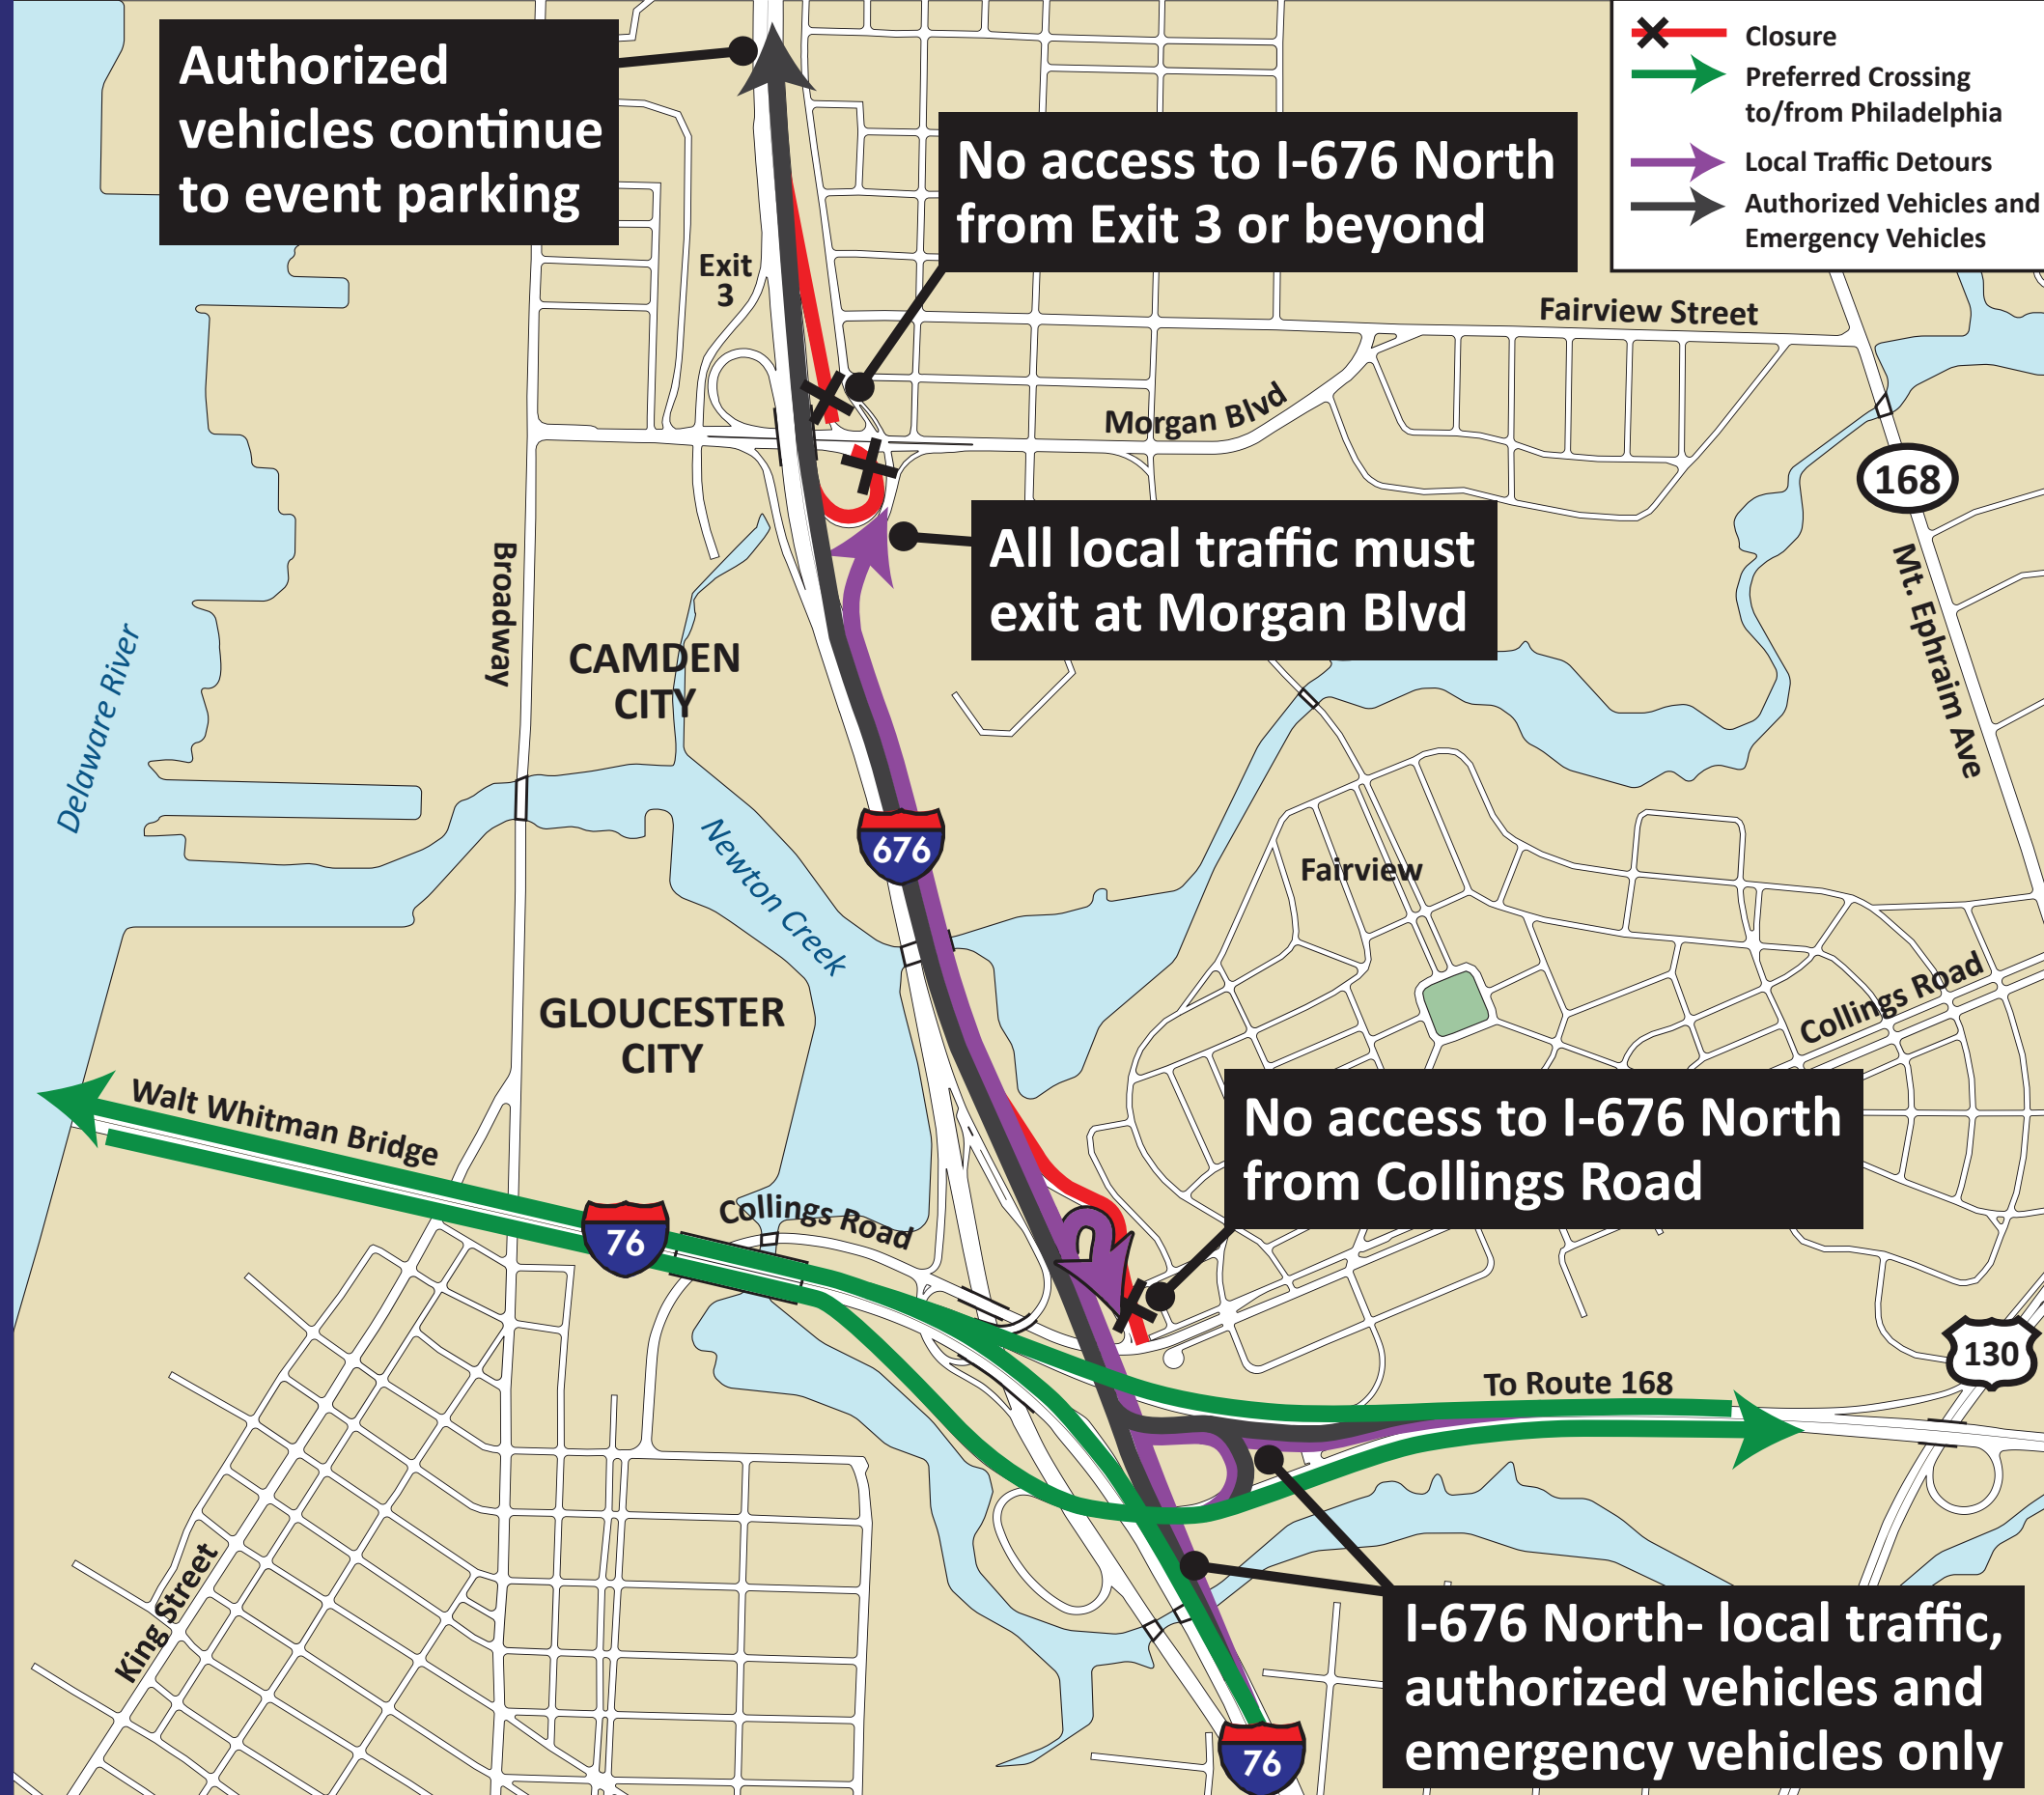 Authorized
vehicles continue
to event parking
Closure
Preferred Crossing
to/from Philadelphia
Local Traffic Detours
Authorized Vehicles and
Emergency Vehicles
No access to I-676 North
from Exit 3 or beyond
Exit
3
Fairview Street
Morgan Blvd
168
All local traffic must
exit at Morgan Blvd
Broadway
Mt. Ephraim Ave
CAMDEN
CITY
Delaware River
676
Newton Creek
Fairview
Collings Road
GLOUCESTER
CITY
Walt Whitman Bridge
No access to I-676 North
from Collings Road
Collings Road
76
130
To Route 168
King Street
I-676 North- local traffic,
authorized vehicles and
emergency vehicles only
76